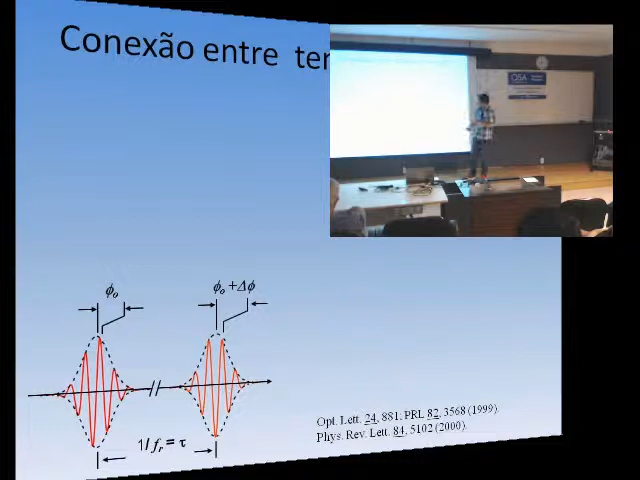 Conexão entre
OSA
ϕₒ
ϕₒ +Δϕ
1/fᵣ = τ
Opt. Lett. 24, 881; PRL 82, 3568 (1999).
Phys. Rev. Lett. 84, 5102 (2000).